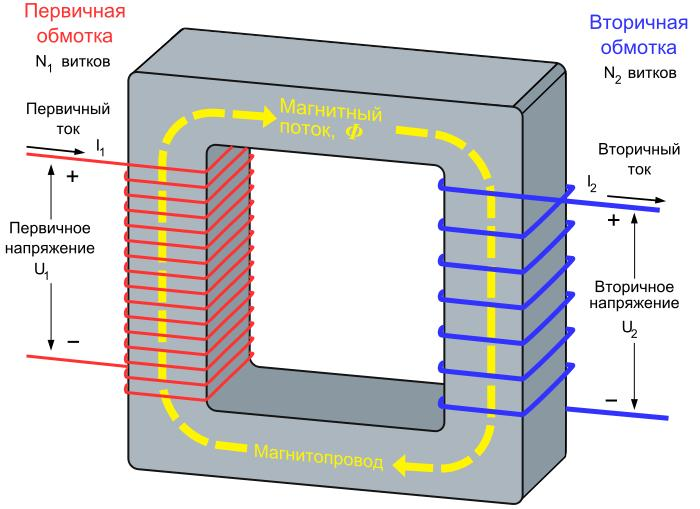 Первичная
обмотка
N1 витков
Первичный
ток
I1
+
Первичное
напряжение
U1
−
Магнитный
поток, Ф
Магнитопровод
Вторичная
обмотка
N2 витков
Вторичный
ток
I2
+
Вторичное
напряжение
U2
−